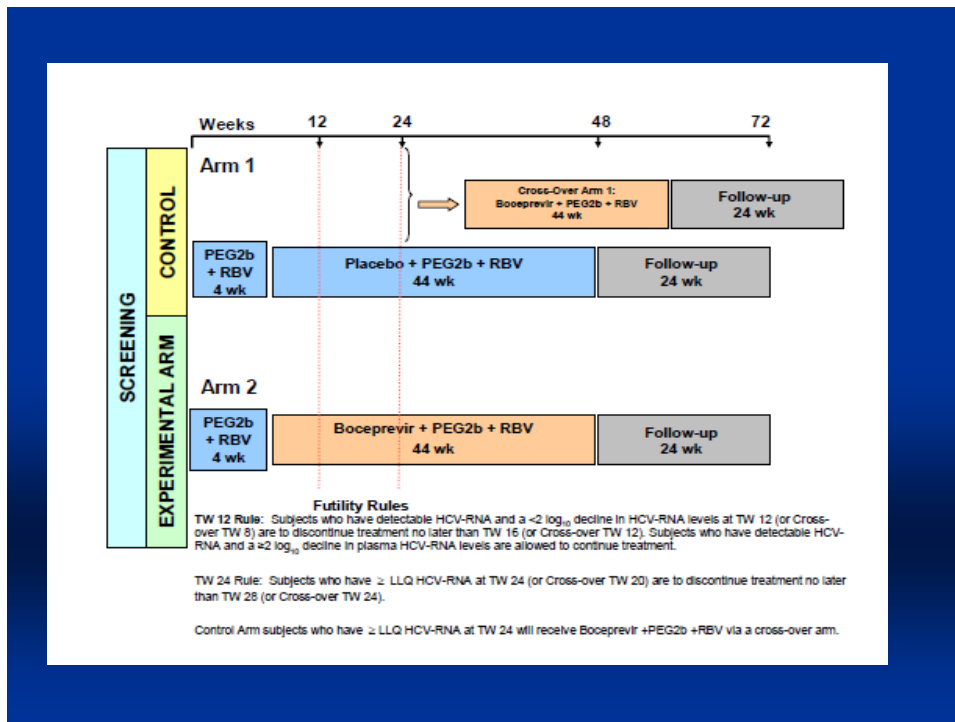 Weeks 12 24 48 72
SCREENING
CONTROL
EXPERIMENTAL ARM
Arm 1
Cross-Over Arm 1:
Boceprevir + PEG2b + RBV
44 wk
Follow-up
24 wk
PEG2b
+ RBV
4 wk
Placebo + PEG2b + RBV
44 wk
Follow-up
24 wk
Arm 2
PEG2b
+ RBV
4 wk
Boceprevir + PEG2b + RBV
44 wk
Follow-up
24 wk
Futility Rules
TW 12 Rule: Subjects who have detectable HCV-RNA and a <2 log10 decline in HCV-RNA levels at TW 12 (or Cross-
over TW 8) are to discontinue treatment no later than TW 16 (or Cross-over TW 12). Subjects who have detectable HCV-
RNA and a ≥2 log10 decline in plasma HCV-RNA levels are allowed to continue treatment.
TW 24 Rule: Subjects who have ≥ LLQ HCV-RNA at TW 24 (or Cross-over TW 20) are to discontinue treatment no later
than TW 28 (or Cross-over TW 24).
Control Arm subjects who have ≥ LLQ HCV-RNA at TW 24 will receive Boceprevir +PEG2b +RBV via a cross-over arm.